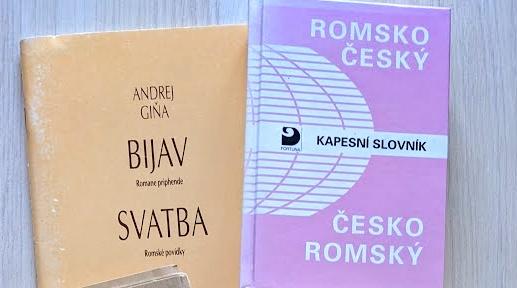 ANDREJ
GIŇA
BIJAV
Romane priphende
SVATBA
Romské povídky
ROMSKO
ČESKÝ
FORTUNA
KAPESNÍ SLOVNÍK
ČESKO
ROMSKÝ